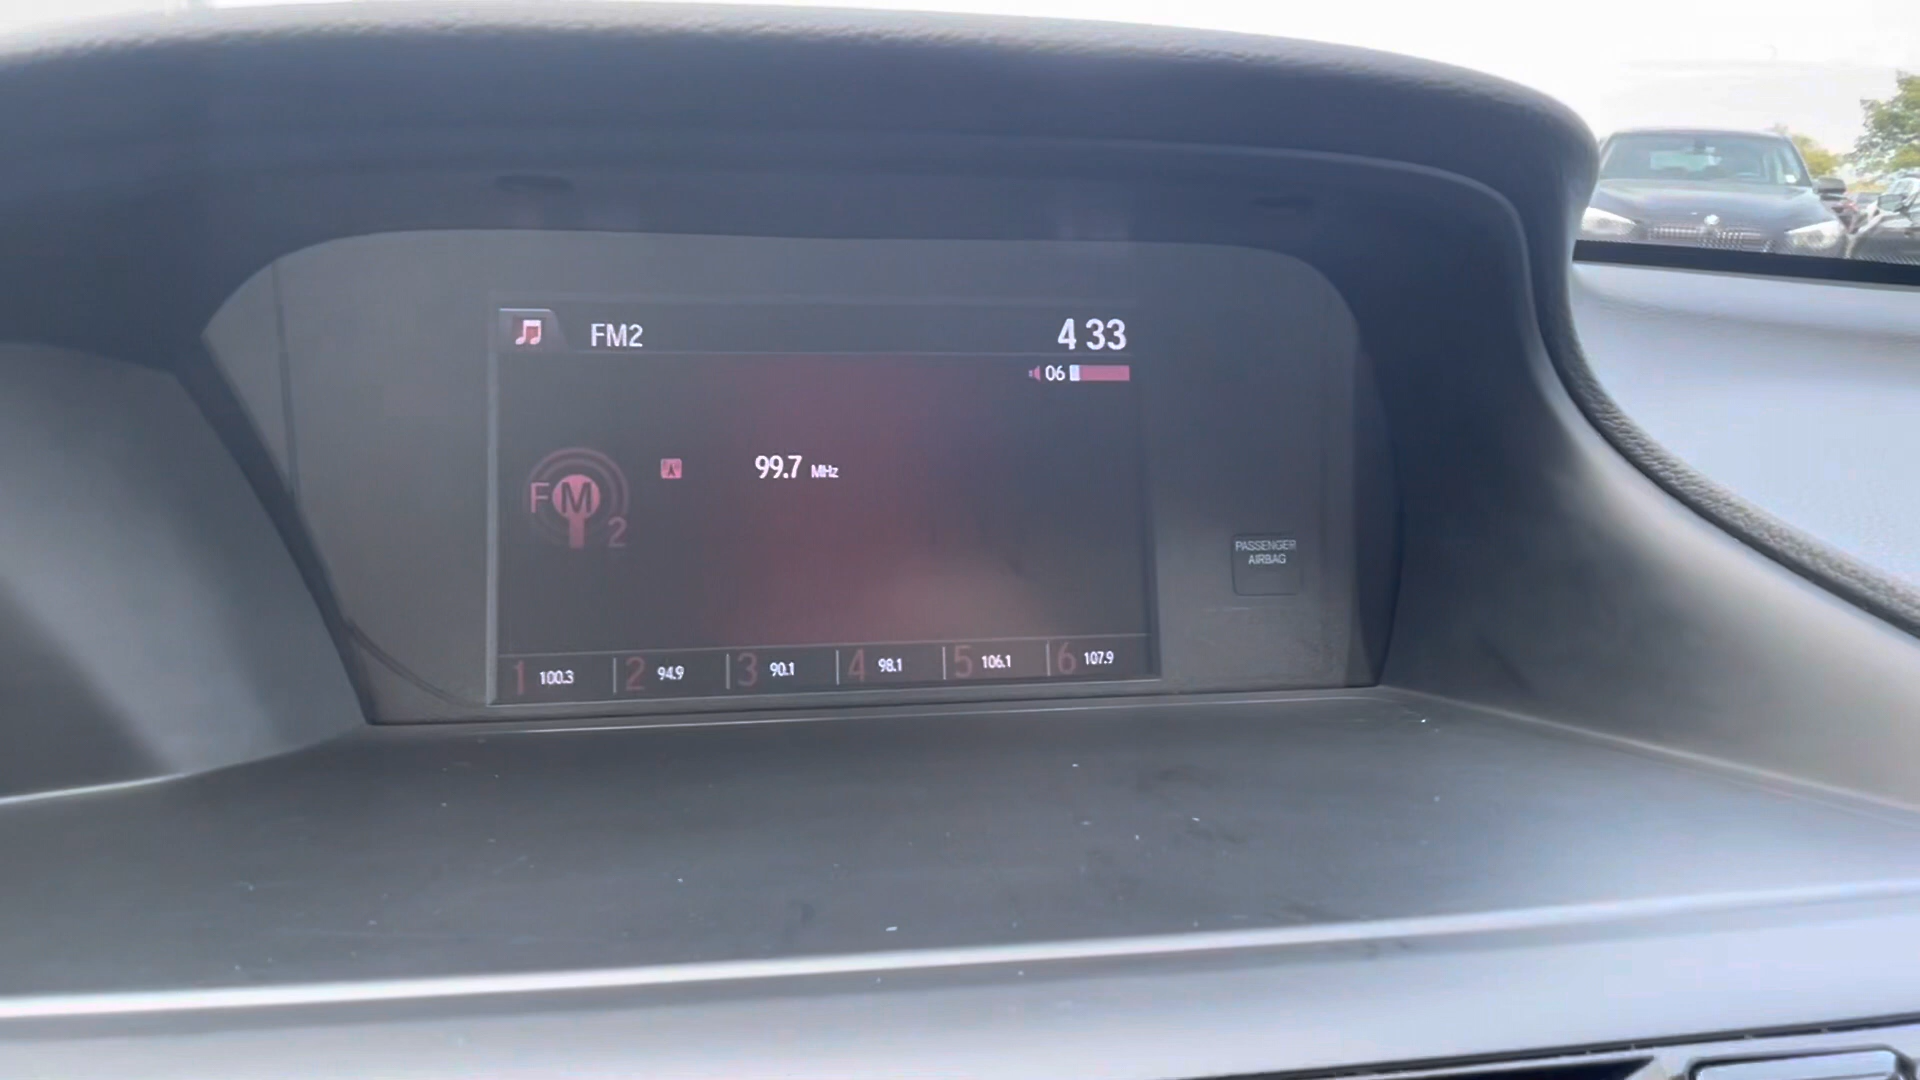 FM2
4 33
06
FM
2
99.7 MHz
PASSENGER
AIRBAG
1 100.3 2 94.9 3 90.1 4 98.1 5 106.1 6 107.9